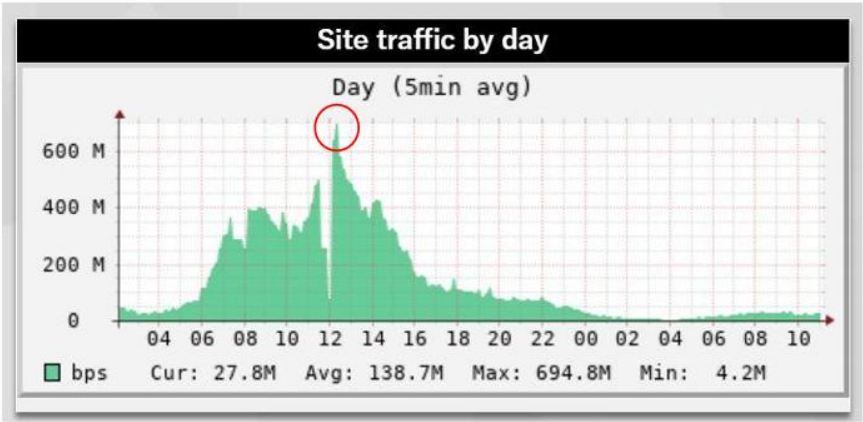 Site traffic by day
Day (5min avg)
600 M
400 M
200 M
0
04 06 08 10 12 14 16 18 20 22 00 02 04 06 08 10
bps Cur: 27.8M Avg: 138.7M Max: 694.8M Min: 4.2M